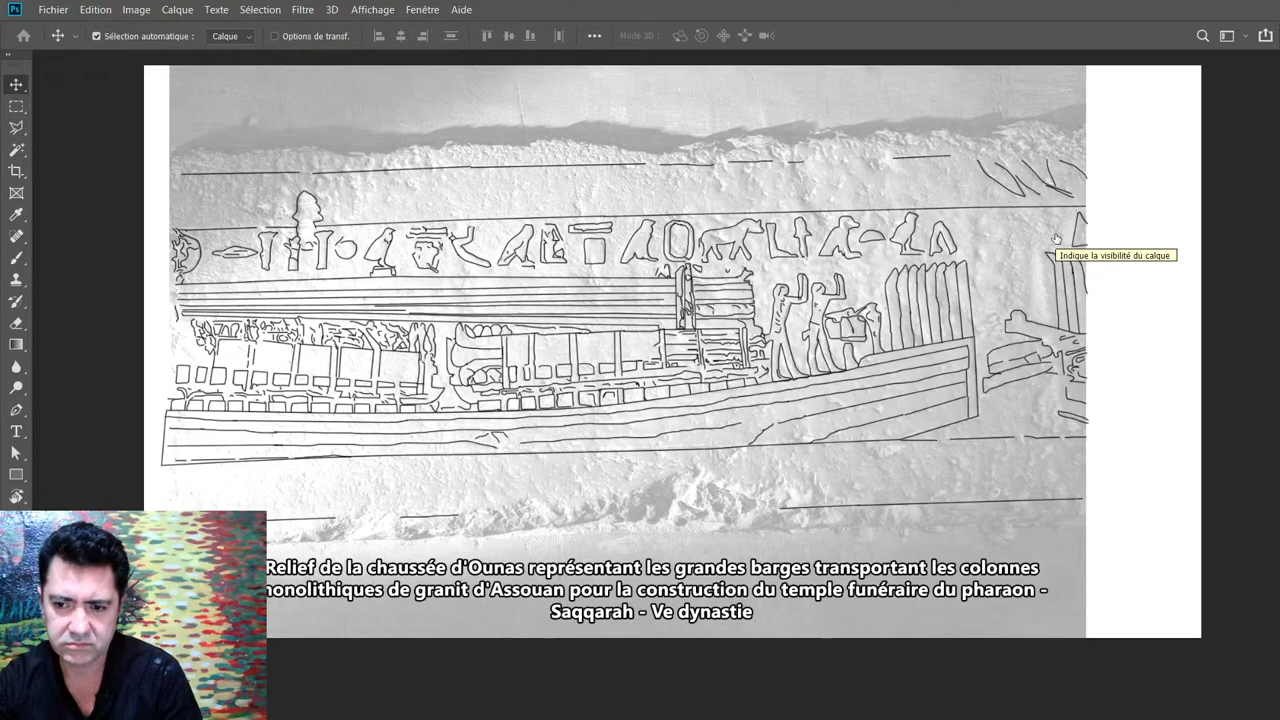 Ps Fichier Edition Image Calque Texte Sélection Filtre 3D Affichage Fenêtre Aide
Sélection automatique : Calque Options de transf. Mode 3D :
Indique la visibilité du calque
Relief de la chaussée d'Ounas représentant les grandes barges transportant les colonnes
monolithiques de granit d'Assouan pour la construction du temple funéraire du pharaon -
Saqqarah - Ve dynastie